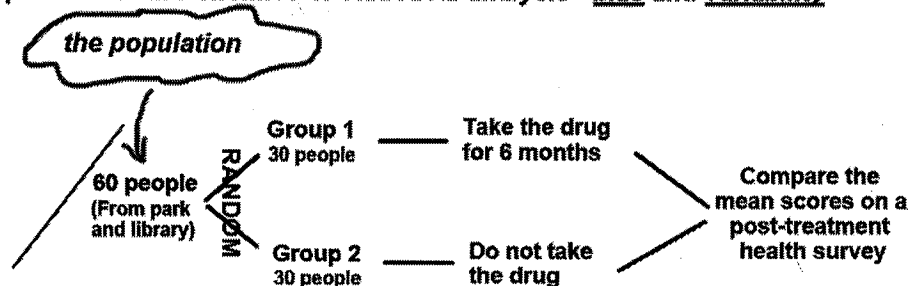 the population
Group 1
30 people
Take the drug
for 6 months
RANDOM
60 people
(From park
and library)
Compare the
mean scores on a
post-treatment
health survey
Group 2
30 people
Do not take
the drug